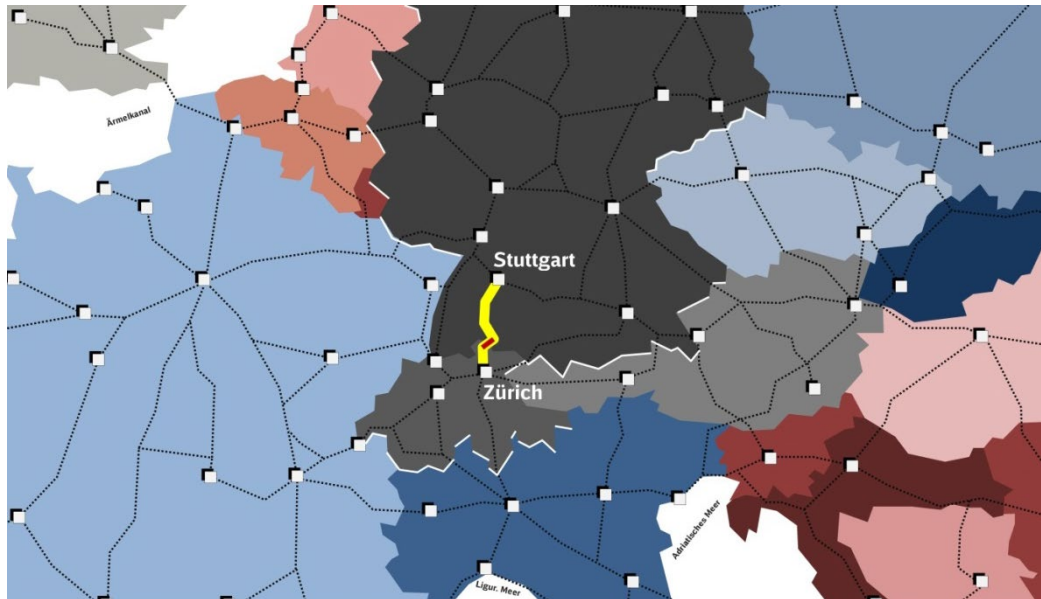 Ärmelkanal
Stuttgart
Zürich
Adriatisches Meer
Ligur. Meer